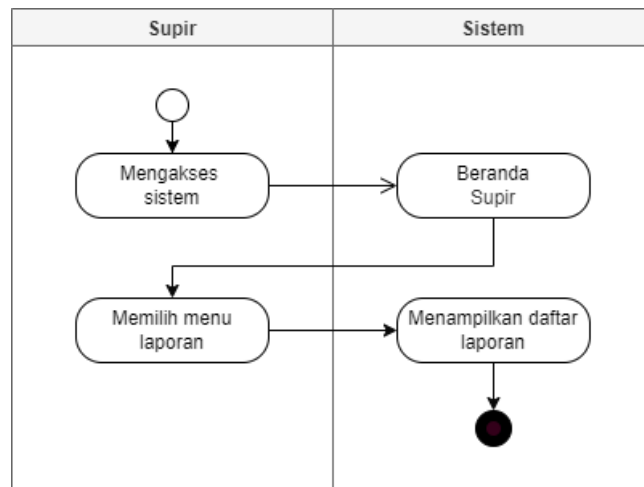 Supir
Sistem
Mengakses
sistem
Beranda
Supir
Memilih menu
laporan
Menampilkan daftar
laporan